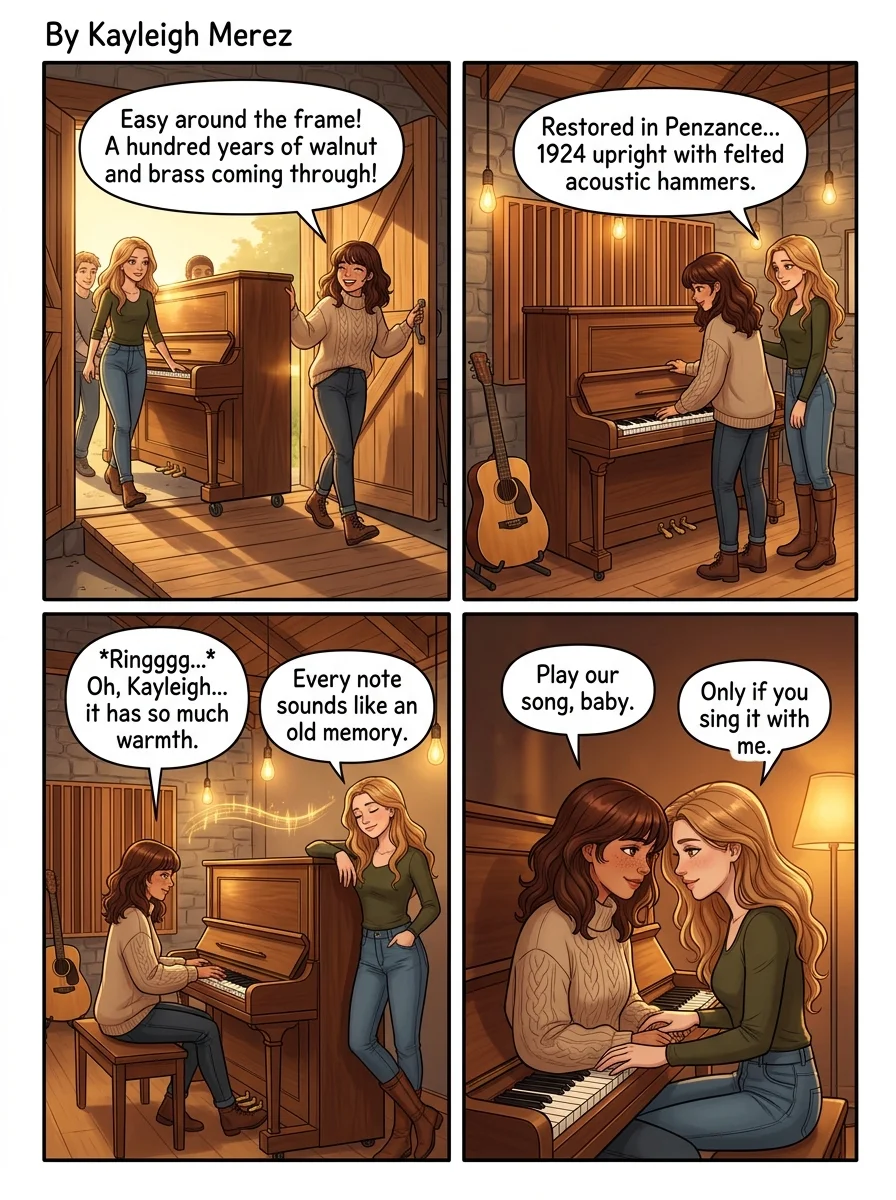 By Kayleigh Merez
Easy around the frame!
A hundred years of walnut
and brass coming through!
Restored in Penzance...
1924 upright with felted
acoustic hammers.
*Ringggg...*
Oh, Kayleigh...
it has so much
warmth.
Every note
sounds like an
old memory.
Play our
song, baby.
Only if you
sing it with
me.